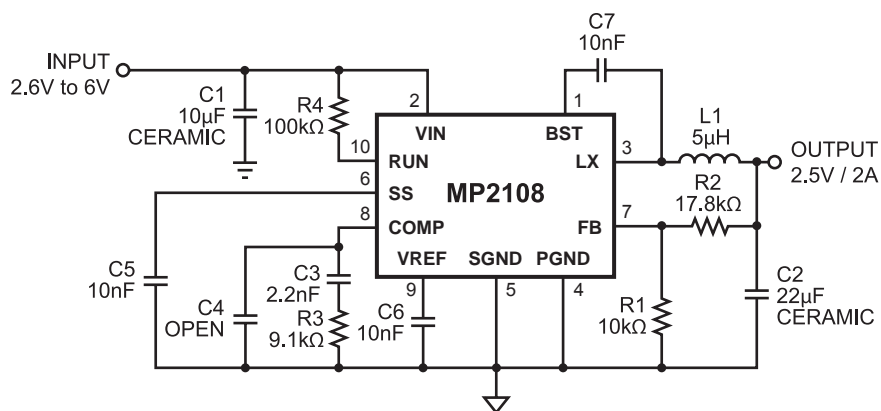 C7
10nF
INPUT
2.6V to 6V
C1
10µF
CERAMIC
R4
100kΩ
2
1
VIN
BST
L1
5µH
10
RUN
LX
3
OUTPUT
2.5V / 2A
6
SS
MP2108
R2
17.8kΩ
8
COMP
FB
7
VREF
SGND
PGND
C5
10nF
C4
OPEN
C3
2.2nF
R3
9.1kΩ
9
C6
10nF
5
4
R1
10kΩ
C2
22µF
CERAMIC